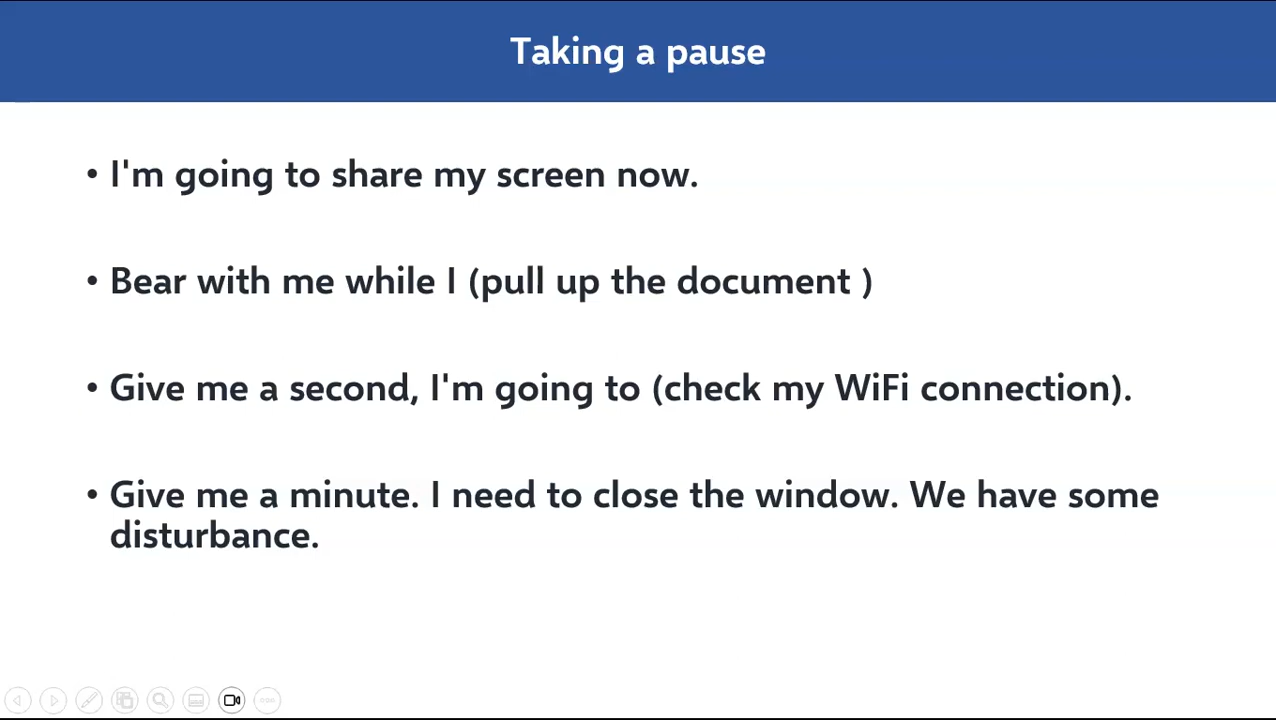 Taking a pause
• I'm going to share my screen now.
• Bear with me while I (pull up the document )
• Give me a second, I'm going to (check my WiFi connection).
• Give me a minute. I need to close the window. We have some
disturbance.